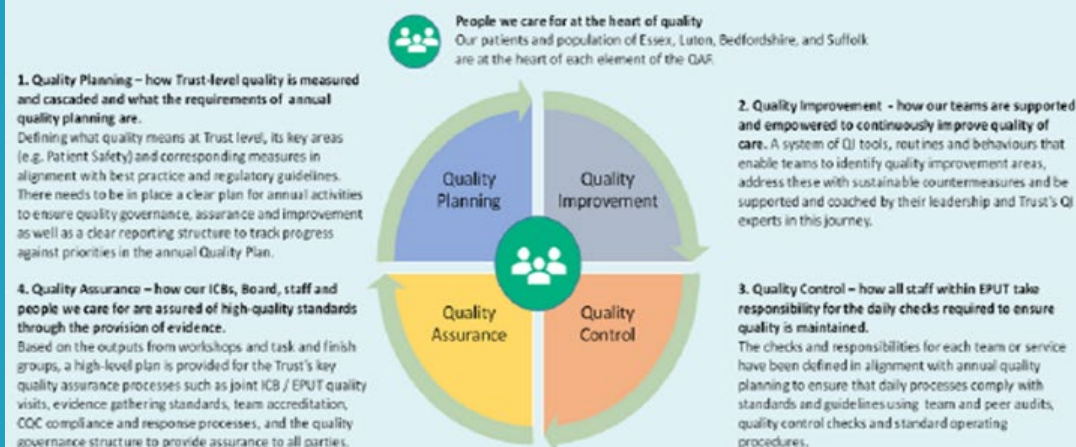 People we care for at the heart of quality
Our patients and population of Essex, Luton, Bedfordshire, and Suffolk
are at the heart of each element of the QAF.
1. Quality Planning – how Trust-level quality is measured
and cascaded and what the requirements of annual
quality planning are.
Defining what quality means at Trust level, its key areas
(e.g. Patient Safety) and corresponding measures in
alignment with best practice and regulatory guidelines.
There needs to be in place a clear plan for annual activities
to ensure quality governance, assurance and improvement
as well as a clear reporting structure to track progress
against priorities in the annual Quality Plan.
Quality
Planning
Quality
Improvement
2. Quality Improvement - how our teams are supported
and empowered to continuously improve quality of
care. A system of QI tools, routines and behaviours that
enable teams to identify quality improvement areas,
address these with sustainable countermeasures and be
supported and coached by their leadership and Trust's QI
experts in this journey.
4. Quality Assurance – how our ICBs, Board, staff and
people we care for are assured of high-quality standards
through the provision of evidence.
Based on the outputs from workshops and task and finish
groups, a high-level plan is provided for the Trust's key
quality assurance processes such as joint ICB / EPUT quality
visits, evidence gathering standards, team accreditation,
CQC compliance and response processes, and the quality
governance structure to provide assurance to all parties.
Quality
Assurance
Quality
Control
3. Quality Control – how all staff within EPUT take
responsibility for the daily checks required to ensure
quality is maintained.
The checks and responsibilities for each team or service
have been defined in alignment with annual quality
planning to ensure that daily processes comply with
standards and guidelines using team and peer audits,
quality control checks and standard operating
procedures.